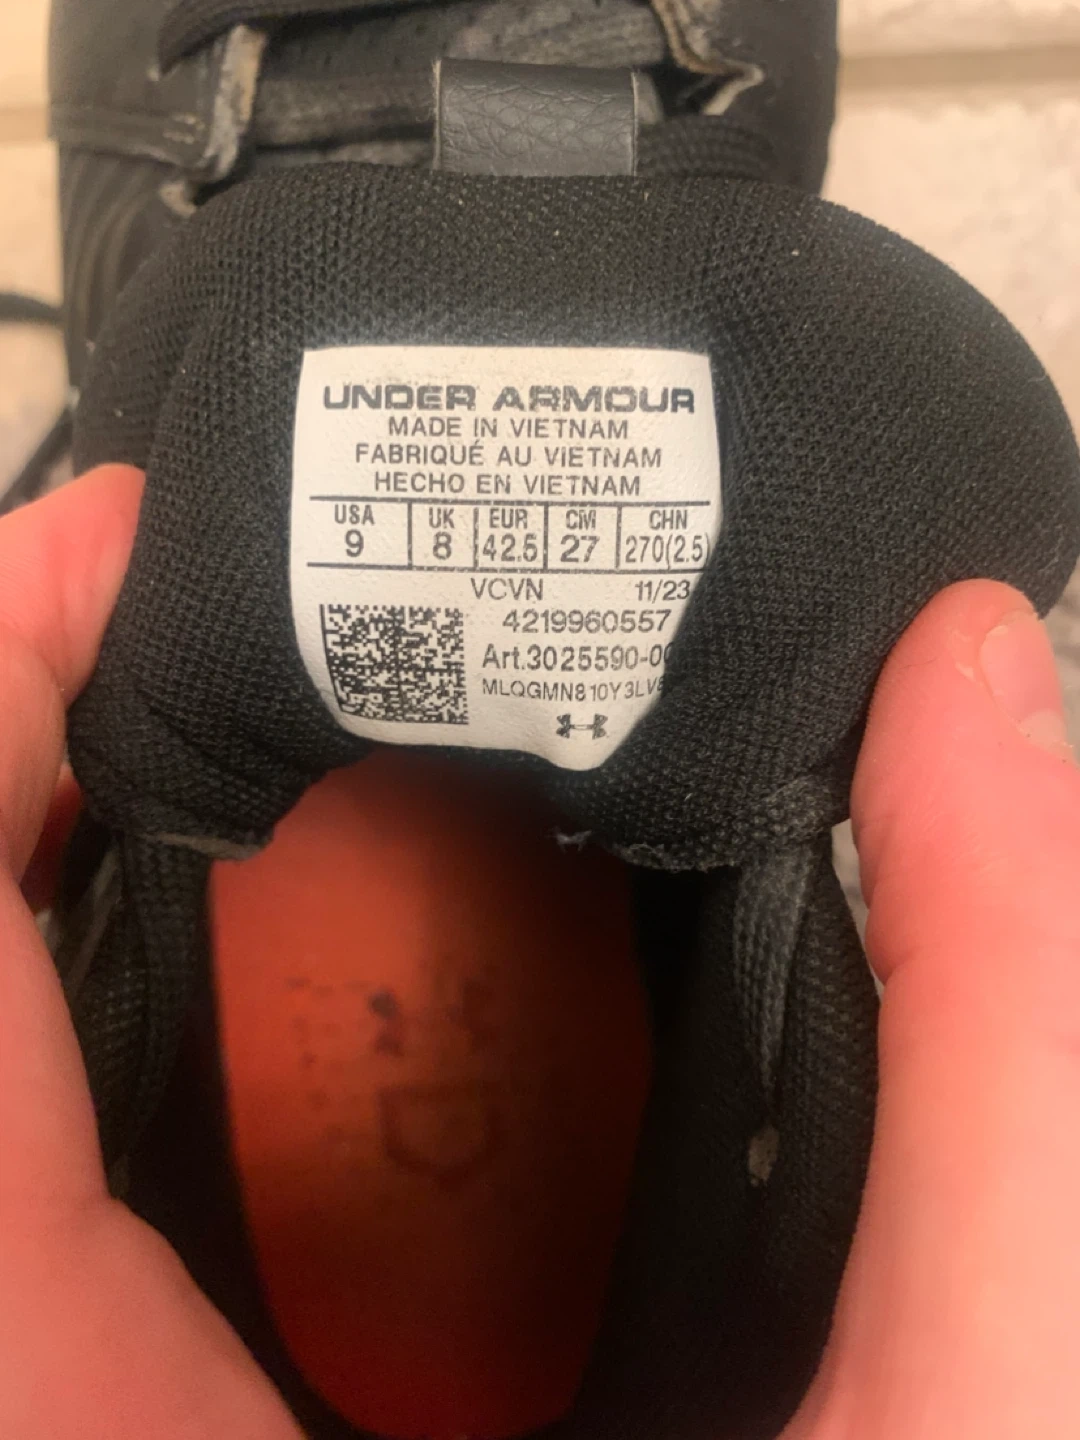 UNDER ARMOUR
MADE IN VIETNAM
FABRIQUÉ AU VIETNAM
HECHO EN VIETNAM
USA UK EUR CM CHN
9 8 42.5 27 270(2.5)
VCVN 11/23
4219960557